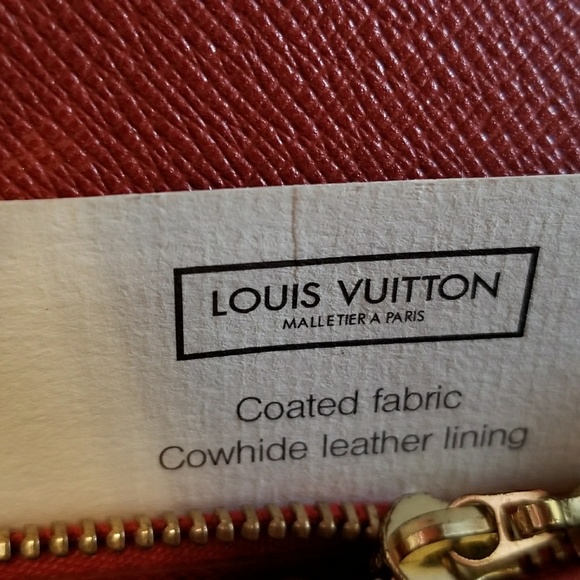 LOUIS VUITTON
MALLETIER A PARIS
Coated fabric
Cowhide leather lining